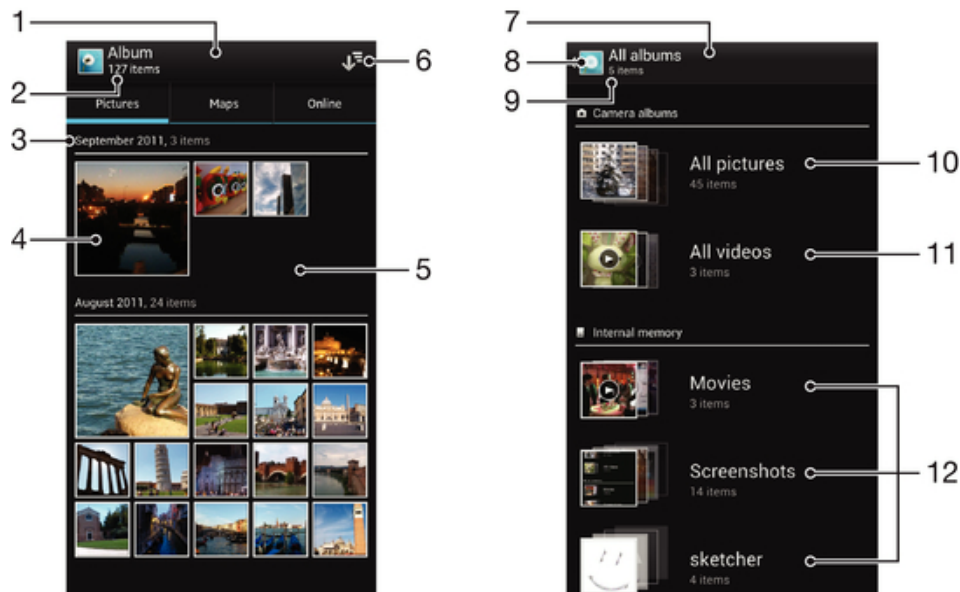 1
Album
127 items
6
2
Pictures
Maps
Online
3
September 2011, 3 items
4
5
August 2011, 24 items
7
8
All albums
5 items
9
Camera albums
All pictures
45 items
10
All videos
3 items
11
Internal memory
Movies
3 items
Screenshots
14 items
12
sketcher
4 items